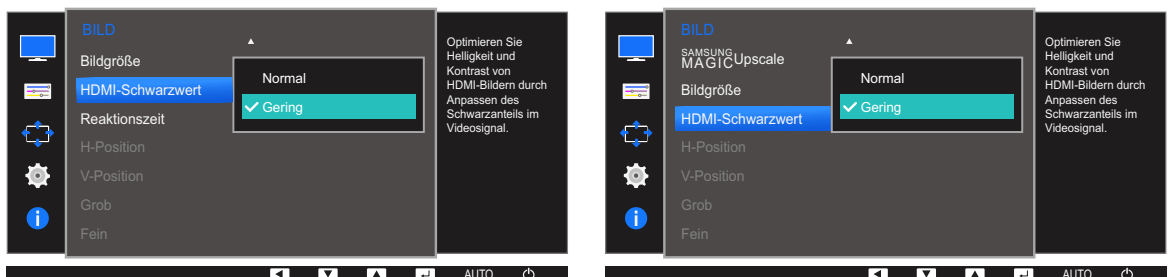 BILD
Bildgröße
HDMI-Schwarzwert
Reaktionszeit
H-Position
V-Position
Grob
Fein
Normal
Gering
Optimieren Sie
Helligkeit und
Kontrast von
HDMI-Bildern durch
Anpassen des
Schwarzanteils im
Videosignal.
AUTO
BILD
SAMSUNG
MAGIC Upscale
Bildgröße
HDMI-Schwarzwert
H-Position
V-Position
Grob
Fein
Normal
Gering
Optimieren Sie
Helligkeit und
Kontrast von
HDMI-Bildern durch
Anpassen des
Schwarzanteils im
Videosignal.
AUTO